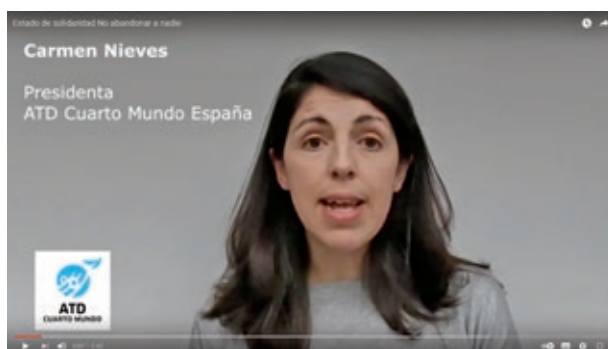 Estado de solidaridad No abandonar a nadie
Carmen Nieves
Presidenta
ATD Cuarto Mundo España
ATD
CUARTO MUNDO